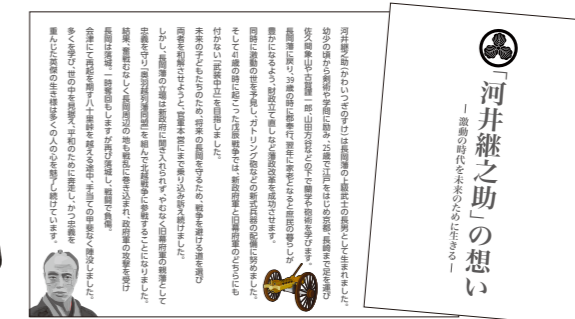 「河井継之助」の想い
― 激動の時代を未来のために生きる ―
河井継之助(かわいつぎのすけ)は長岡藩の上級武士の長男として生まれました。
幼少の頃から剣術や学問に励み、25歳で江戸をはじめ京都、長崎まで足を運び
佐久間象山や古賀謹一郎、山田方谷などの下で蘭学や砲術を学びます。
長岡藩に戻り、39歳の時に郡奉行、翌年に家老となると庶民の暮らしが
豊かになるよう、財政立て直しなど藩政改革を成功させます。
同時に激動の世を予見し、ガトリング砲などの新式兵器の配備に努めました。
そして41歳の時に起こった戊辰戦争では、新政府軍と旧幕府軍のどちらにも
付かない「武装中立」を目指しました。
未来の子どもたちのため、将来の長岡を守るため、戦争を避ける道を選び
両者を和解させようと、官軍本営にまで乗り込み訴え続けました。
しかし、長岡藩の立場は新政府に聞き入れられず、やむなく旧幕府軍の親藩として
忠義を守り「奥羽越列藩同盟」を組んで北越戦争に参戦することになりました。
結果、奮戦むなしく長岡周辺の地も戦乱に巻き込まれ、政府軍の攻撃を受け
長岡は落城。一時奪回もしますが再び落城し、戦闘で負傷。
会津にて再起を期す八十里峠を越える途中、手当ての甲斐なく陣没しました。
多くを学び、世の中を見据え、平和のために奔走し、かつ忠義を
重んじた英傑の生き様は多くの人の心を魅了し続けています。